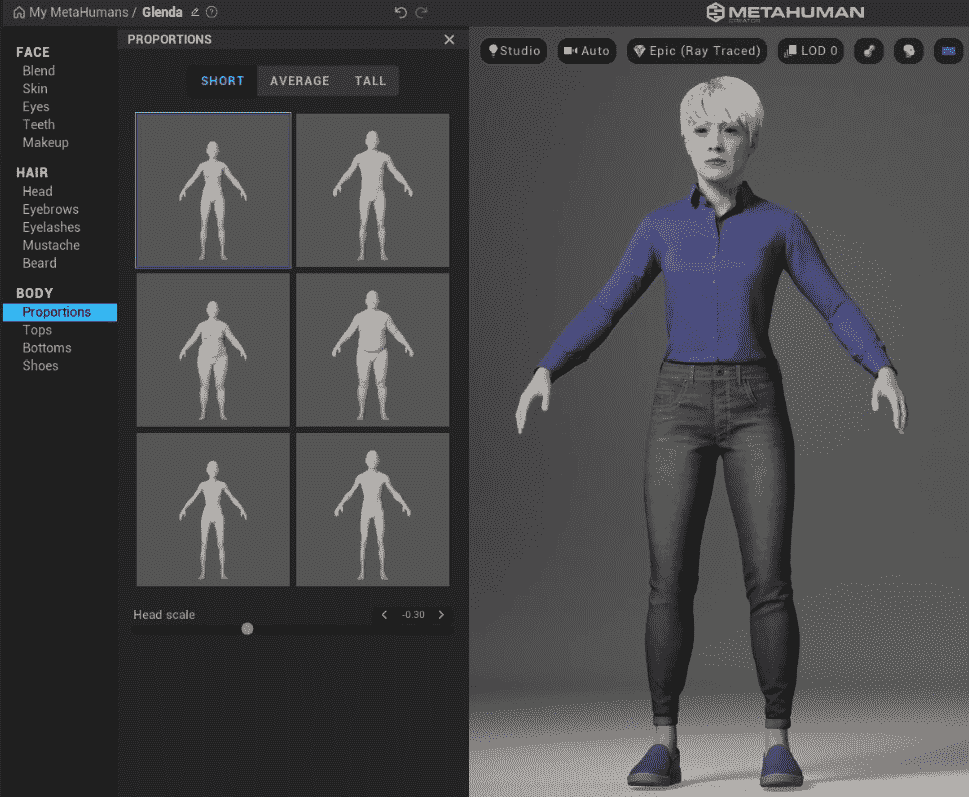 My MetaHumans / Glenda
METAHUMAN
CREATOR
FACE
Blend
Skin
Eyes
Teeth
Makeup
HAIR
Head
Eyebrows
Eyelashes
Mustache
Beard
BODY
Proportions
Tops
Bottoms
Shoes
PROPORTIONS
SHORT AVERAGE TALL
Head scale
-0.30
Studio
Auto
Epic (Ray Traced)
LOD 0